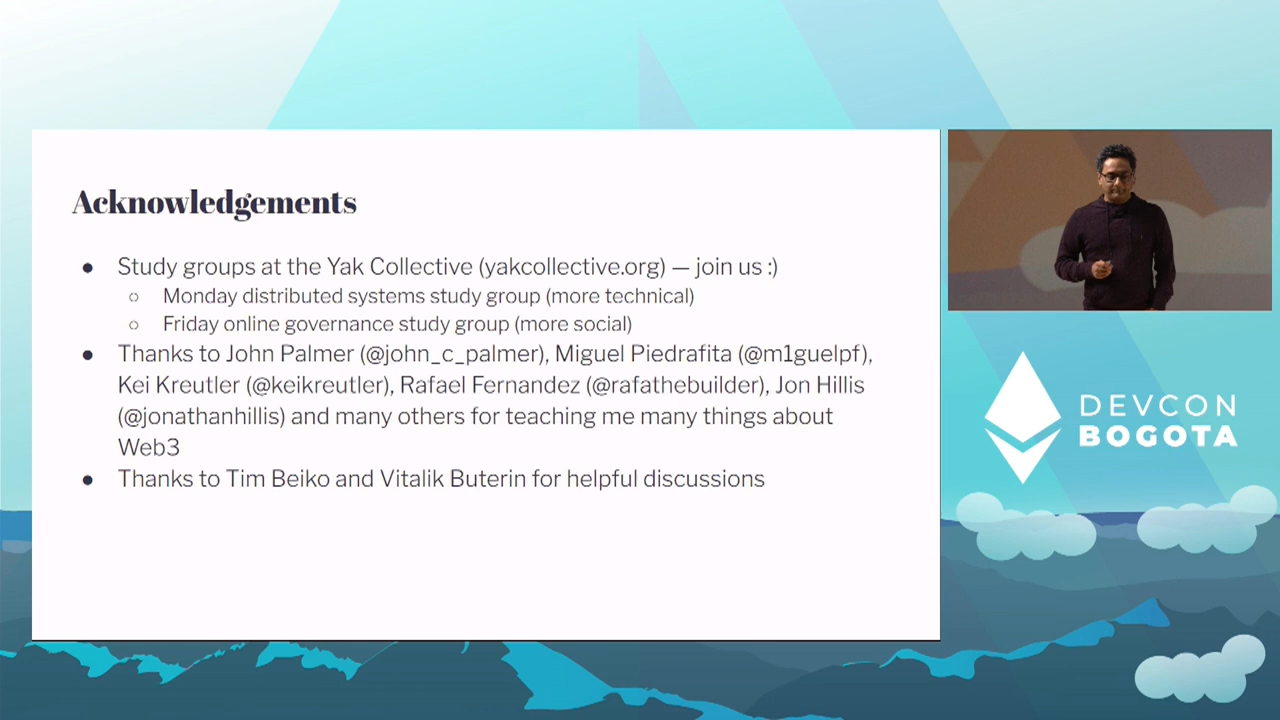 Acknowledgements
● Study groups at the Yak Collective (yakcollective.org) — join us :)
○ Monday distributed systems study group (more technical)
○ Friday online governance study group (more social)
● Thanks to John Palmer (@john_c_palmer), Miguel Piedrafita (@m1guelpf),
Kei Kreutler (@keikreutler), Rafael Fernandez (@rafathebuilder), Jon Hillis
(@jonathanhillis) and many others for teaching me many things about
Web3
● Thanks to Tim Beiko and Vitalik Buterin for helpful discussions
DEVCON
BOGOTA